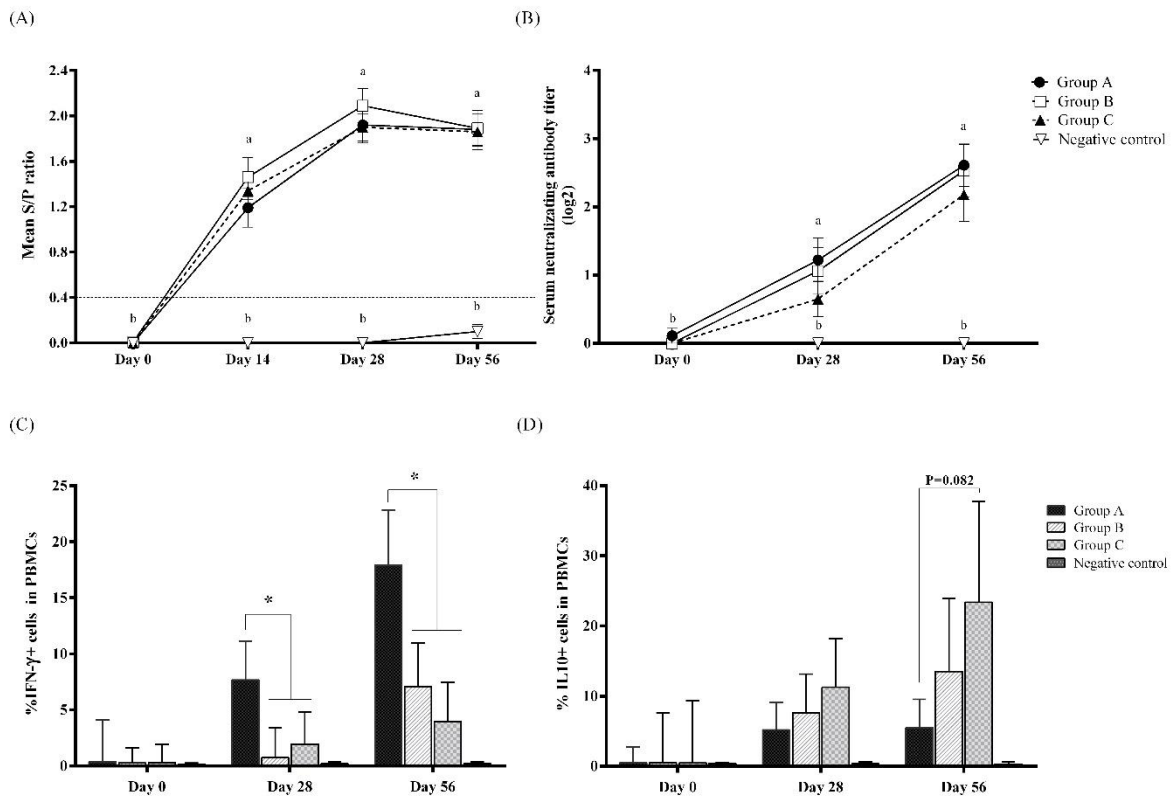 (A)
(B)
2.4
2.0
1.6
1.2
0.8
0.4
0.0
Mean S/P ratio
a
a
a
b
b
b
b
Day 0
Day 14
Day 28
Day 56
4
3
2
1
0
Serum neutralizating antibody titer
(log2)
a
a
b
b
b
Day 0
Day 28
Day 56
Group A
Group B
Group C
Negative control
(C)
(D)
25
20
15
10
5
0
%IFN-γ+ cells in PBMCs
*
*
Day 0
Day 28
Day 56
40
30
20
10
0
% IL10+ cells in PBMCs
P=0.082
Day 0
Day 28
Day 56
Group A
Group B
Group C
Negative control